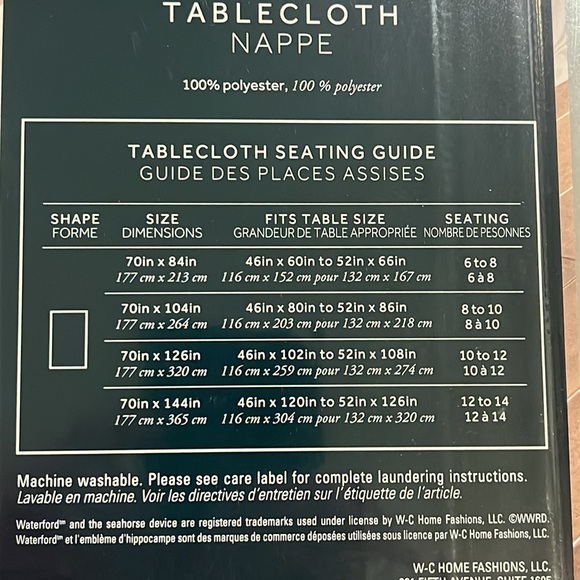 TABLECLOTH
NAPPE
100% polyester, 100 % polyester
TABLECLOTH SEATING GUIDE
GUIDE DES PLACES ASSISES
SHAPE SIZE FITS TABLE SIZE SEATING
FORME DIMENSIONS GRANDEUR DE TABLE APPROPRIÉE NOMBRE DE PESONNES
70in x 84in 46in x 60in to 52in x 66in 6 to 8
177 cm x 213 cm 116 cm x 152 cm pour 132 cm x 167 cm 6 à 8
70in x 104in 46in x 80in to 52in x 86in 8 to 10
177 cm x 264 cm 116 cm x 203 cm pour 132 cm x 218 cm 8 à 10
70in x 126in 46in x 102in to 52in x 108in 10 to 12
177 cm x 320 cm 116 cm x 259 cm pour 132 cm x 274 cm 10 à 12
70in x 144in 46in x 120in to 52in x 126in 12 to 14
177 cm x 365 cm 116 cm x 304 cm pour 132 cm x 320 cm 12 à 14
Machine washable. Please see care label for complete laundering instructions.
Lavable en machine. Voir les directives d'entretien sur l'étiquette de l'article.
Waterford℠ and the seahorse device are registered trademarks used under license by W-C Home Fashions, LLC. ©WWRD.
Waterford℠ et l'emblème d'hippocampe sont des marques de commerce déposées utilisées sous licence par W-C Home Fashions, LLC.
W-C HOME FASHIONS, LLC.
FIFTH AVENUE, SUITE